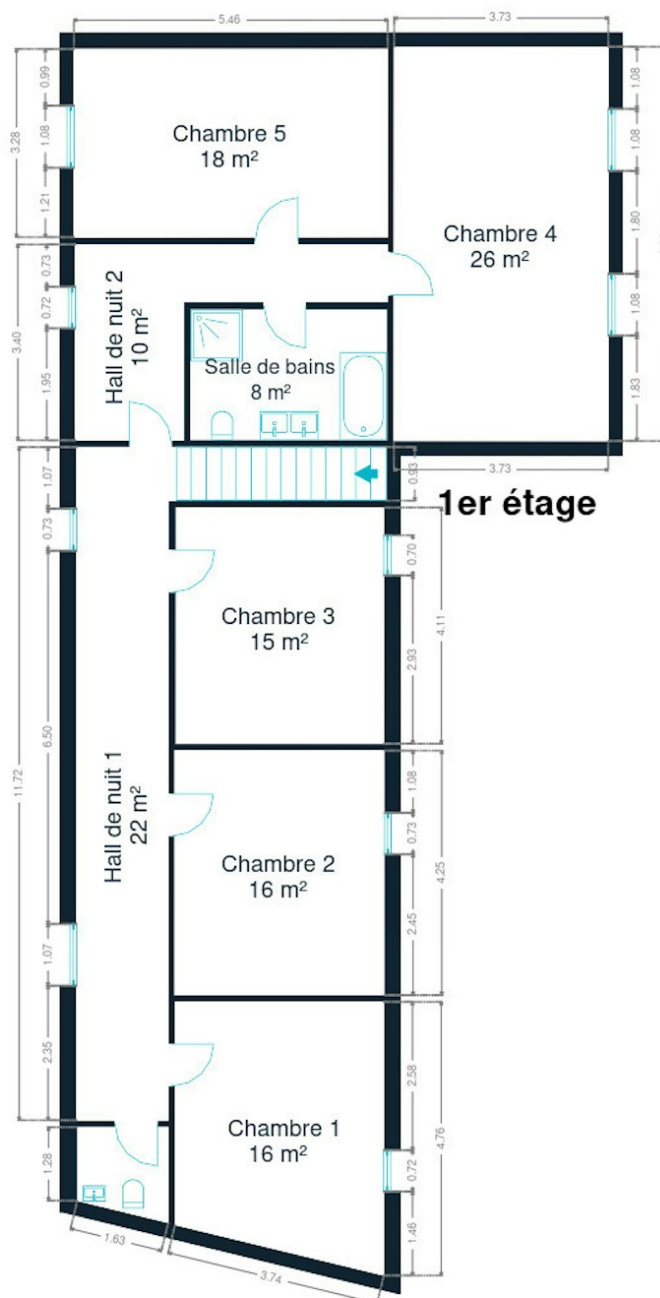 5.46
3.73
0.99
1.08
1.21
3.28
Chambre 5
18 m²
1.08
1.08
1.80
1.08
1.83
Chambre 4
26 m²
0.73
0.72
1.95
3.40
Hall de nuit 2
10 m²
Salle de bains
8 m²
3.73
0.93
1er étage
1.07
0.73
6.50
11.72
1.07
2.35
Hall de nuit 1
22 m²
Chambre 3
15 m²
0.70
2.93
4.11
Chambre 2
16 m²
1.08
0.73
2.45
4.25
Chambre 1
16 m²
2.58
0.72
1.46
4.76
1.28
1.63
3.74